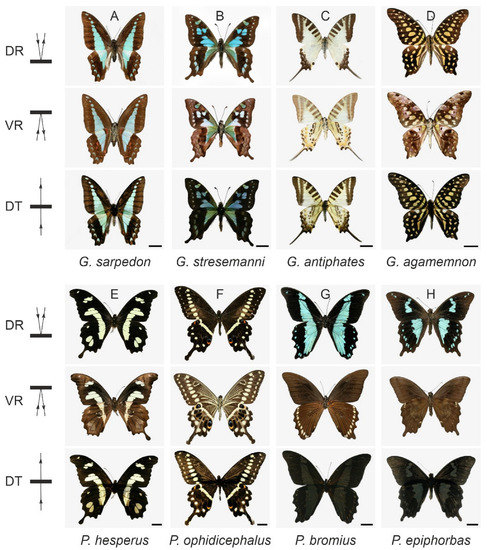 A B C D
DR
VR
DT
G. sarpedon G. stresemanni G. antiphates G. agamemnon
E F G H
DR
VR
DT
P. hesperus P. ophidicephalus P. bromius P. epiphorbas